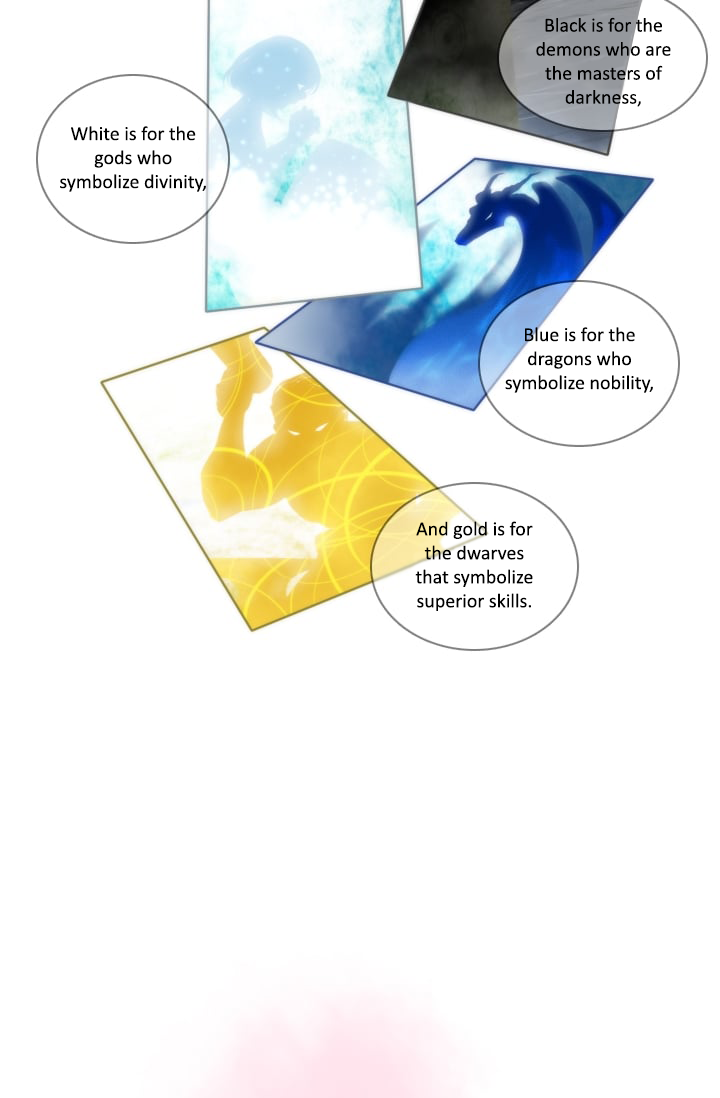 Black is for the
demons who are
the masters of
darkness,
White is for the
gods who
symbolize divinity,
Blue is for the
dragons who
symbolize nobility,
And gold is for
the dwarves
that symbolize
superior skills.